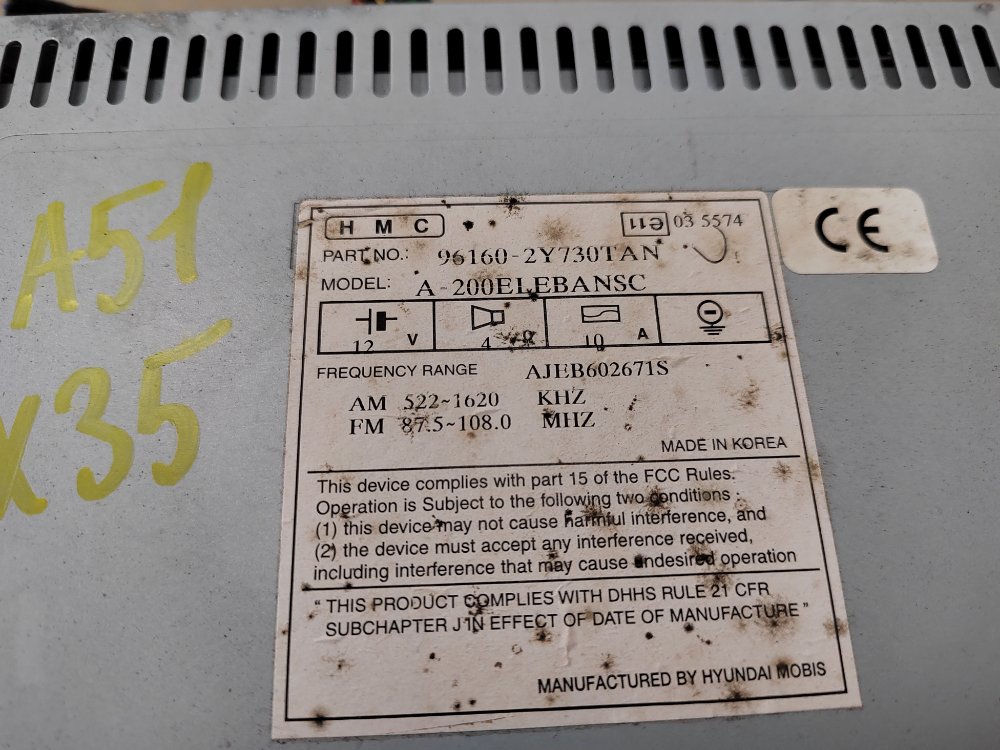 A51
x35
HMC
e11 03 5574
CE
PART NO.: 96160-2Y730TAN
MODEL: A-200ELEBANSC
12 V 4 Ω 10 A
FREQUENCY RANGE AJEB602671S
AM 522~1620 KHZ
FM 87.5~108.0 MHZ
MADE IN KOREA
This device complies with part 15 of the FCC Rules.
Operation is Subject to the following two conditions :
(1) this device may not cause harmful interference, and
(2) the device must accept any interference received,
including interference that may cause undesired operation
“ THIS PRODUCT COMPLIES WITH DHHS RULE 21 CFR
SUBCHAPTER J IN EFFECT OF DATE OF MANUFACTURE ”
MANUFACTURED BY HYUNDAI MOBIS